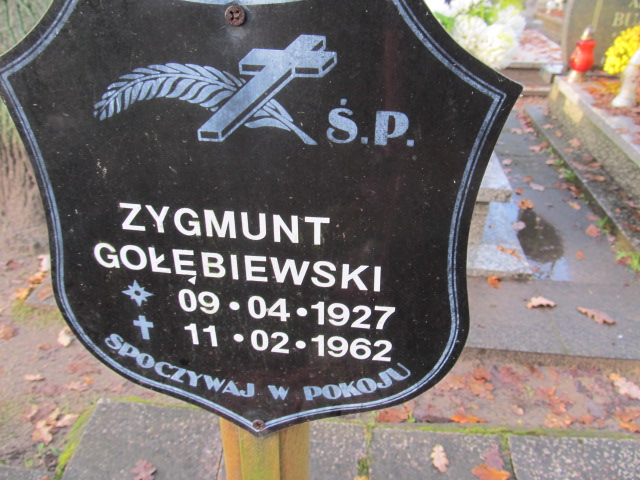 Ś.P.
ZYGMUNT
GOŁĘBIEWSKI
09 • 04 • 1927
11 • 02 • 1962
SPOCZYWAJ W POKOJU